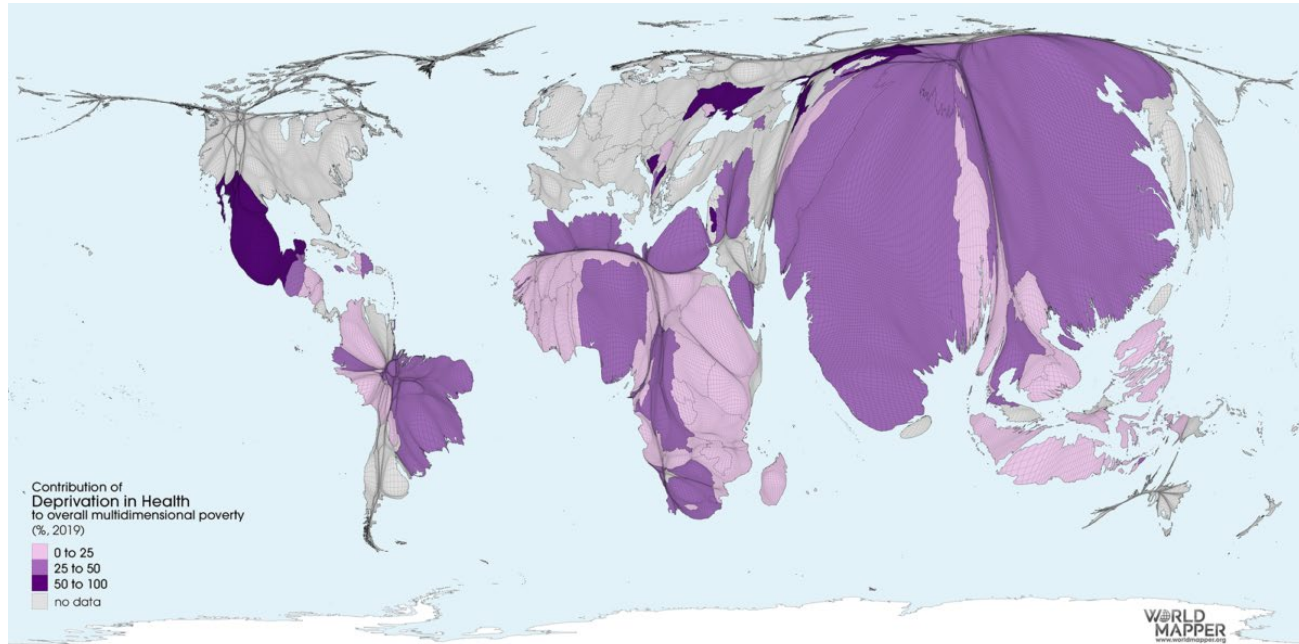 Contribution of
Deprivation in Health
to overall multidimensional poverty
(%, 2019)
0 to 25
25 to 50
50 to 100
no data
WORLD
MAPPER
www.worldmapper.org